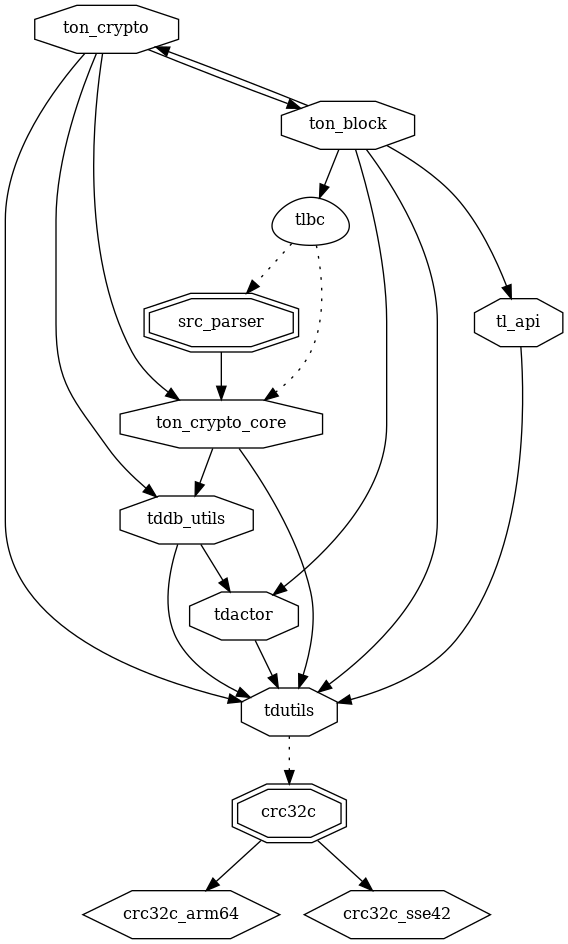 ton_crypto
ton_block
tlbc
src_parser
tl_api
ton_crypto_core
tddb_utils
tdactor
tdutils
crc32c
crc32c_arm64
crc32c_sse42